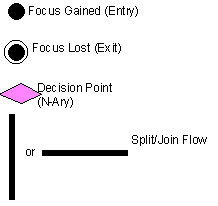 Focus Gained (Entry)
Focus Lost (Exit)
Decision Point
(N-Ary)
or
Split/Join Flow